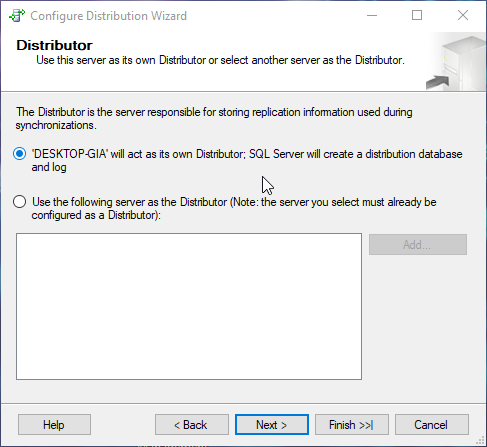 Configure Distribution Wizard
Distributor
Use this server as its own Distributor or select another server as the Distributor.
The Distributor is the server responsible for storing replication information used during
synchronizations.
'DESKTOP-GIA' will act as its own Distributor; SQL Server will create a distribution database
and log
Use the following server as the Distributor (Note: the server you select must already be
configured as a Distributor):
Add...
Help
< Back
Next >
Finish >>|
Cancel